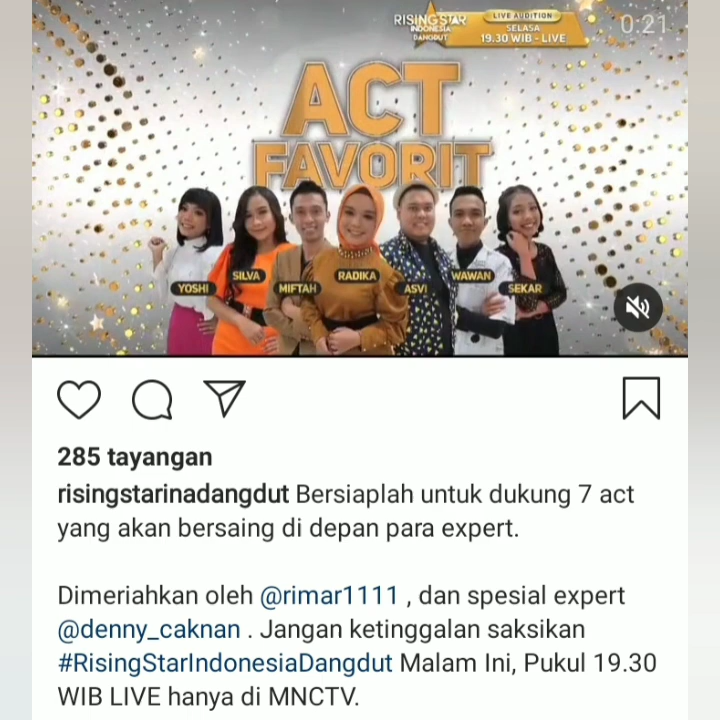 RISING STAR
INDONESIA
DANGDUT
LIVE AUDITION
SELASA
19.30 WIB - LIVE
0:21
ACT
FAVORIT
YOSHI
SILVA
MIFTAH
RADIKA
ASVI
WAWAN
SEKAR
285 tayangan
risingstarinadangdut Bersiaplah untuk dukung 7 act
yang akan bersaing di depan para expert.
Dimeriahkan oleh @rimar1111 , dan spesial expert
@denny_caknan . Jangan ketinggalan saksikan
#RisingStarIndonesiaDangdut Malam Ini, Pukul 19.30
WIB LIVE hanya di MNCTV.